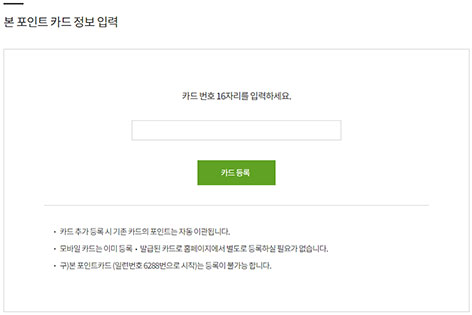 본 포인트 카드 정보 입력
카드 번호 16자리를 입력하세요.
카드 등록
• 카드 추가 등록 시 기존 카드의 포인트는 자동 이관됩니다.
• 모바일 카드는 이미 등록 • 발급된 카드로 홈페이지에서 별도로 등록하실 필요가 없습니다.
• 구)본 포인트카드 (일련번호 6288번으로 시작)는 등록이 불가능 합니다.